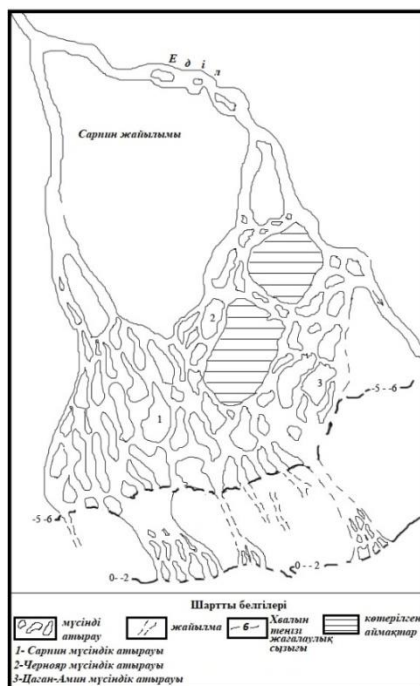 Е д і л
Сарпин жайылымы
2
3
1
-5 - -6
-5 -6
0- -2
0- -2
Шартты белгілері
мүсінді атырау
жайылма
6
Хвалын теңізі жағалаулық сызығы
көтерілген аймақтар
1- Сарпин мүсіндік атырауы
2-Чернояр мүсіндік атырауы
3-Цаган-Амин мүсіндік атырауы